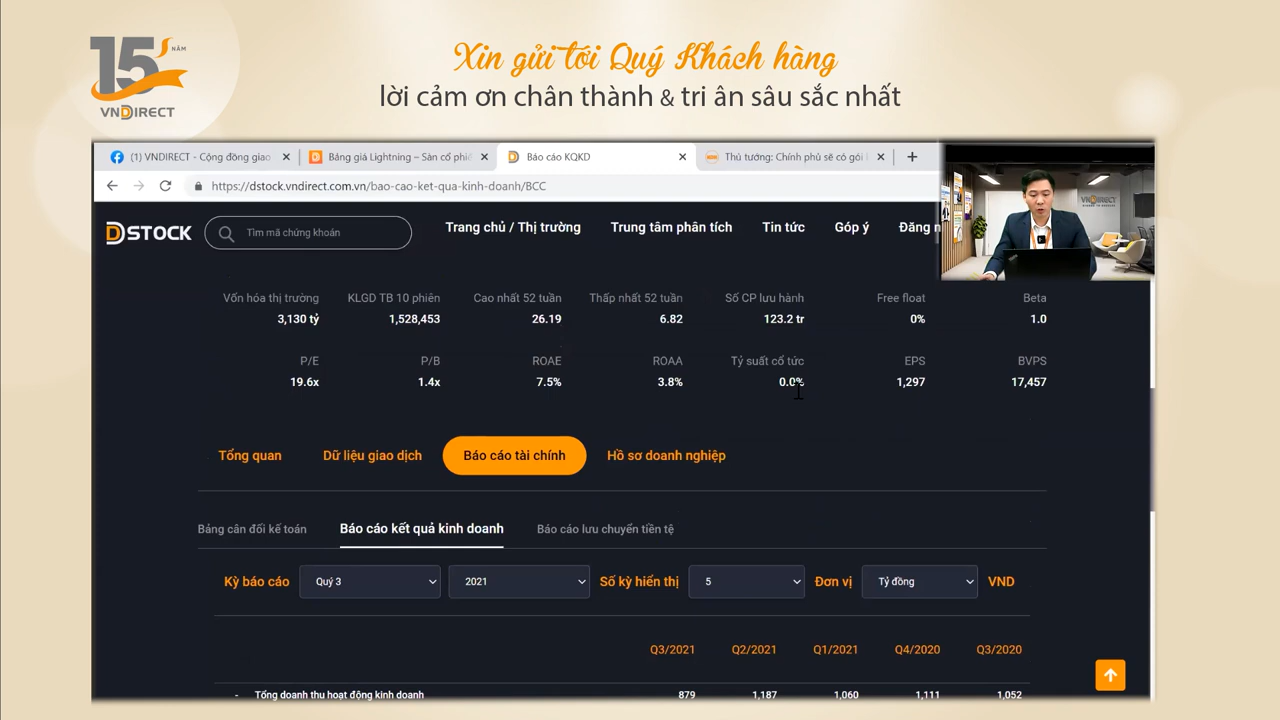 15 NĂM
VNDIRECT
Xin gửi tới Quý Khách hàng
lời cảm ơn chân thành & tri ân sâu sắc nhất
(1) VNDIRECT - Cộng đồng giao
Bảng giá Lightning – Sàn cổ phiế
Báo cáo KQKD
Thủ tướng: Chính phủ sẽ có gói
https://dstock.vndirect.com.vn/bao-cao-ket-qua-kinh-doanh/BCC
VNDIRECT
DSTOCK
Tìm mã chứng khoán
Trang chủ / Thị trường
Trung tâm phân tích
Tin tức
Góp ý
Đăng n
Vốn hóa thị trường KLGD TB 10 phiên Cao nhất 52 tuần Thấp nhất 52 tuần Số CP lưu hành Free float Beta
3,130 tỷ 1,528,453 26.19 6.82 123.2 tr 0% 1.0
P/E P/B ROAE ROAA Tỷ suất cổ tức EPS BVPS
19.6x 1.4x 7.5% 3.8% 0.0% 1,297 17,457
Tổng quan Dữ liệu giao dịch Báo cáo tài chính Hồ sơ doanh nghiệp
Bảng cân đối kế toán Báo cáo kết quả kinh doanh Báo cáo lưu chuyển tiền tệ
Kỳ báo cáo Quý 3 2021 Số kỳ hiển thị 5 Đơn vị Tỷ đồng VND
Q3/2021 Q2/2021 Q1/2021 Q4/2020 Q3/2020
- Tổng doanh thu hoạt động kinh doanh 879 1,187 1,060 1,111 1,052